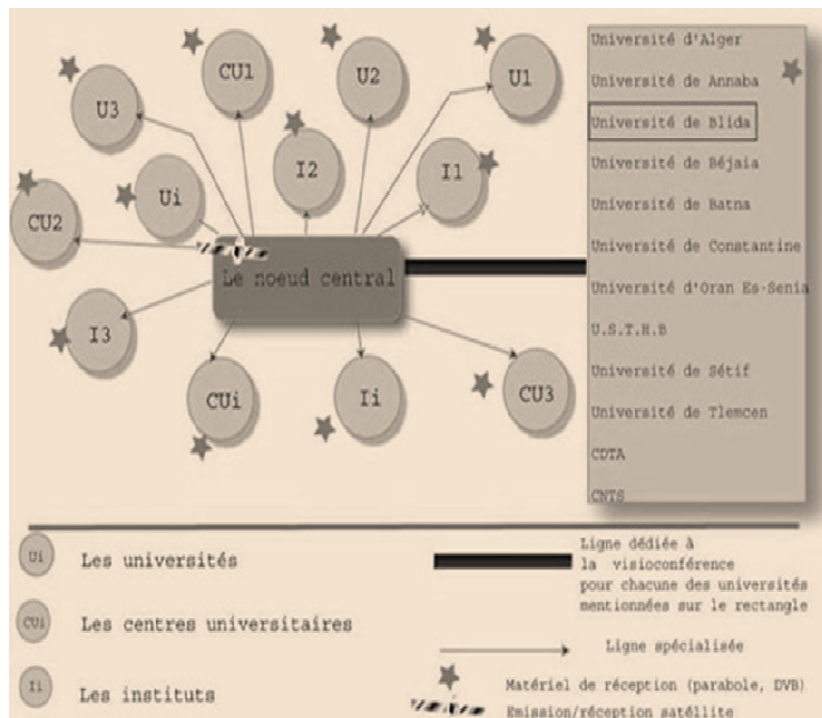 CU1
U2
U1
U3
I2
I1
Ui
CU2
Le noeud central
I3
CUi
Ii
CU3
Université d'Alger
Université de Annaba
Université de Blida
Université de Béjaia
Université de Batna
Université de Constantine
Université d'Oran Es-Senia
U.S.T.H.B
Université de Sétif
Université de Tlemcen
CDTA
CNTS
Ui
Les universités
CUi
Les centres universitaires
Ii
Les instituts
Ligne dédiée à
la visioconférence
pour chacune des universités
mentionnées sur le rectangle
Ligne spécialisée
Matériel de réception (parabole, DVB)
Emission/réception satéllite